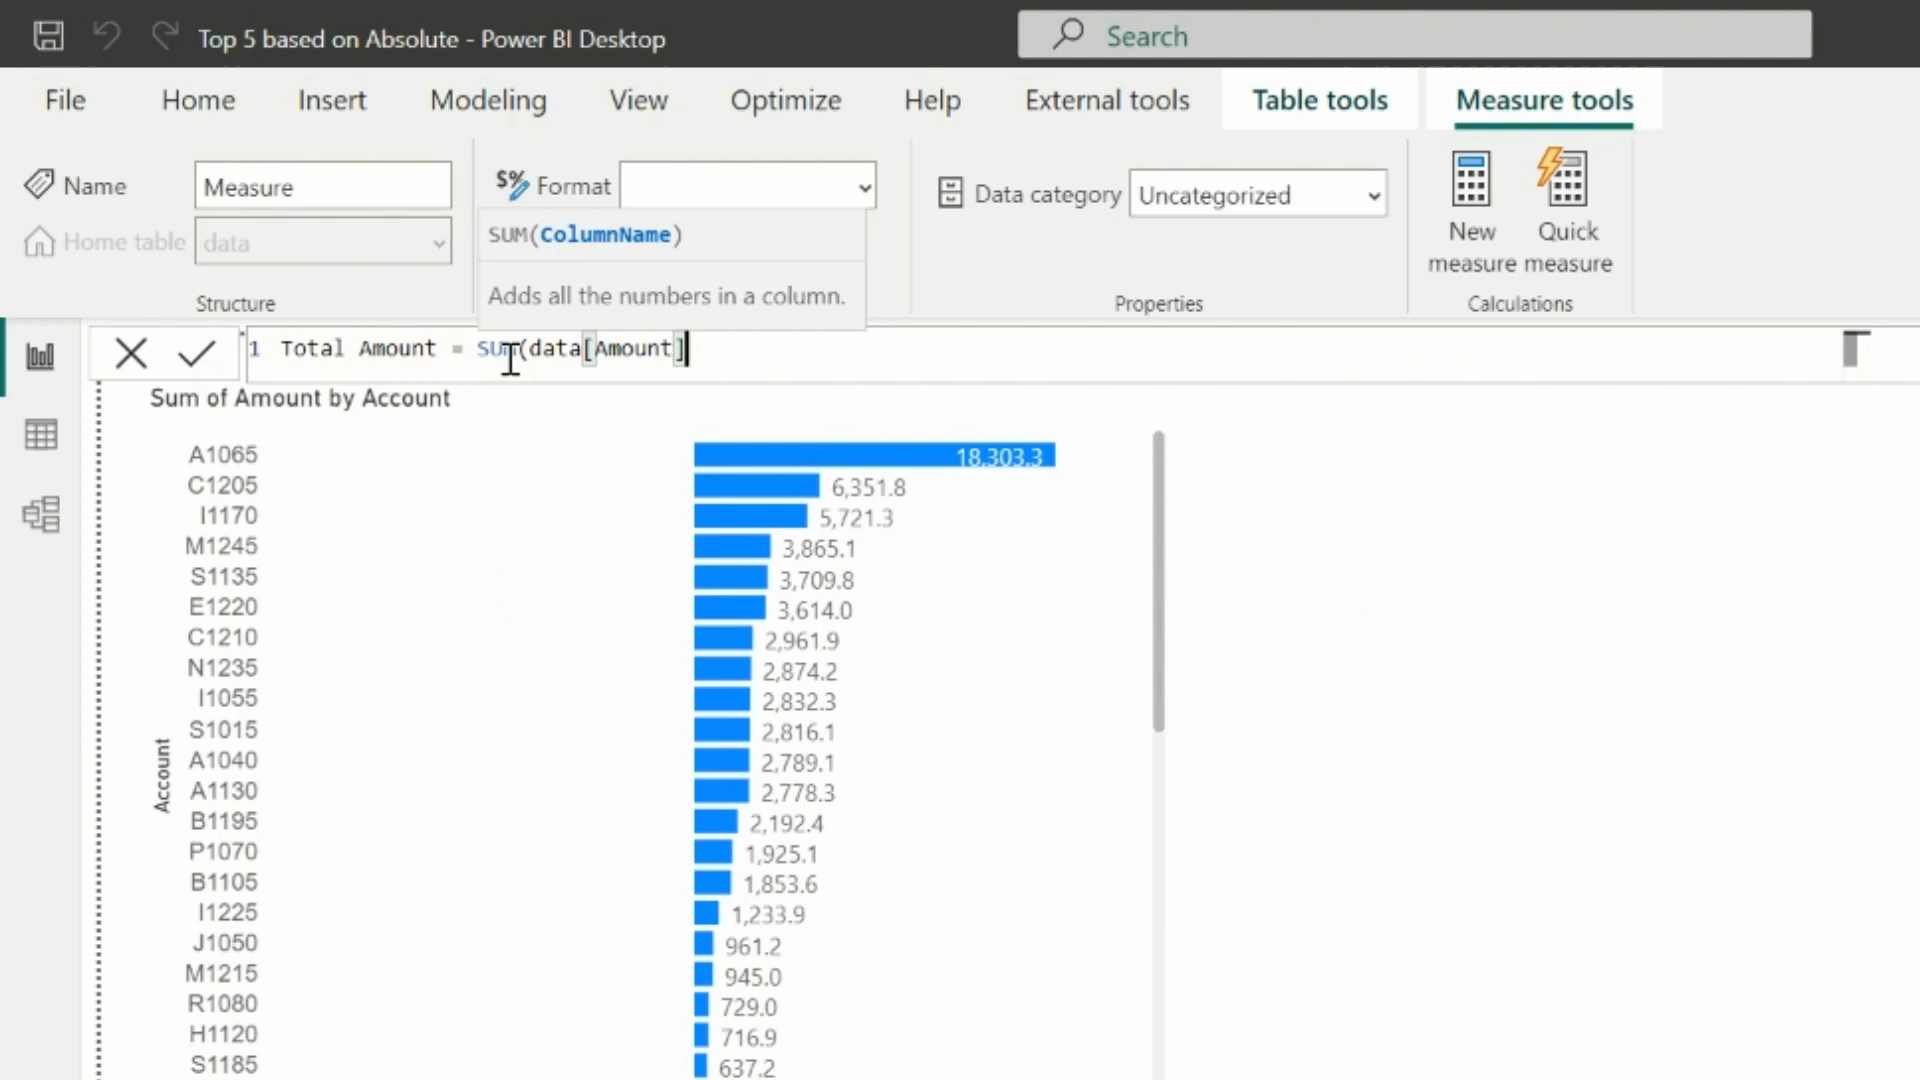 Top 5 based on Absolute - Power BI Desktop
Search
File
Home
Insert
Modeling
View
Optimize
Help
External tools
Table tools
Measure tools
Name
Measure
Home table
data
Structure
$% Format
SUM(ColumnName)
Adds all the numbers in a column.
Data category
Uncategorized
Properties
New measure
Quick measure
Calculations
1 Total Amount = SUM(data[Amount]
Sum of Amount by Account
Account
A1065 18,303.3
C1205 6,351.8
I1170 5,721.3
M1245 3,865.1
S1135 3,709.8
E1220 3,614.0
C1210 2,961.9
N1235 2,874.2
I1055 2,832.3
S1015 2,816.1
A1040 2,789.1
A1130 2,778.3
B1195 2,192.4
P1070 1,925.1
B1105 1,853.6
I1225 1,233.9
J1050 961.2
M1215 945.0
R1080 729.0
H1120 716.9
S1185 637.2